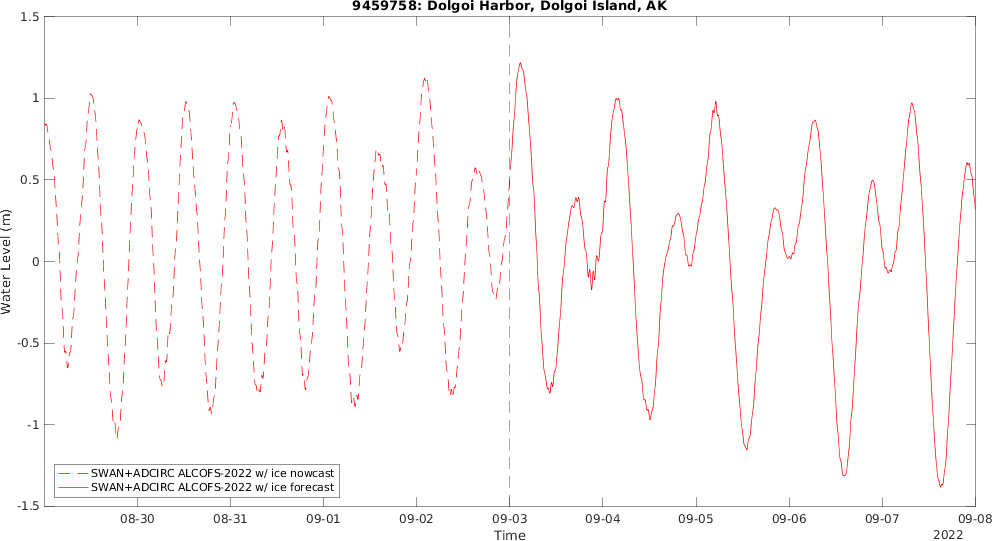 9459758: Dolgoi Harbor, Dolgoi Island, AK
1.5
1
0.5
0
-0.5
-1
-1.5
Water Level (m)
SWAN+ADCIRC ALCOFS-2022 w/ ice nowcast
SWAN+ADCIRC ALCOFS-2022 w/ ice forecast
08-30 08-31 09-01 09-02 09-03 09-04 09-05 09-06 09-07 09-08
Time
2022